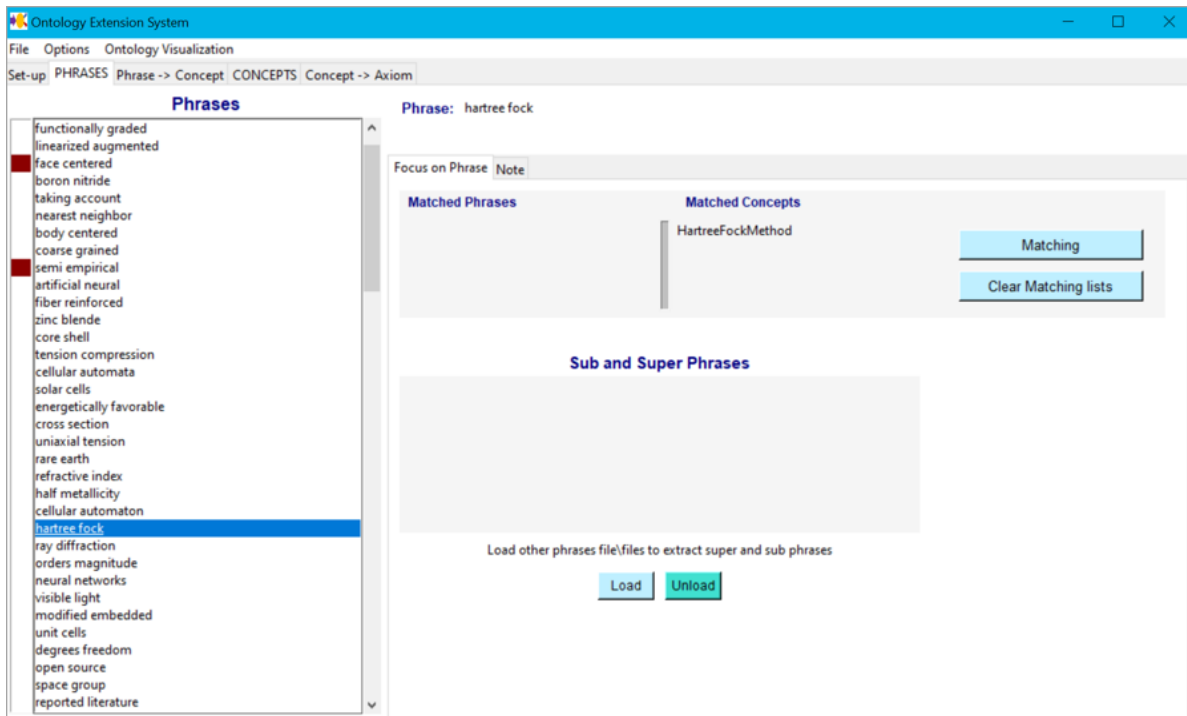 Ontology Extension System
File Options Ontology Visualization
Set-up PHRASES Phrase -> Concept CONCEPTS Concept -> Axiom
Phrases
functionally graded
linearized augmented
face centered
boron nitride
taking account
nearest neighbor
body centered
coarse grained
semi empirical
artificial neural
fiber reinforced
zinc blende
core shell
tension compression
cellular automata
solar cells
energetically favorable
cross section
uniaxial tension
rare earth
refractive index
half metallicity
cellular automaton
hartree fock
ray diffraction
orders magnitude
neural networks
visible light
modified embedded
unit cells
degrees freedom
open source
space group
reported literature
Phrase: hartree fock
Focus on Phrase Note
Matched Phrases
Matched Concepts
HartreeFockMethod
Matching
Clear Matching lists
Sub and Super Phrases
Load other phrases file\files to extract super and sub phrases
Load Unload